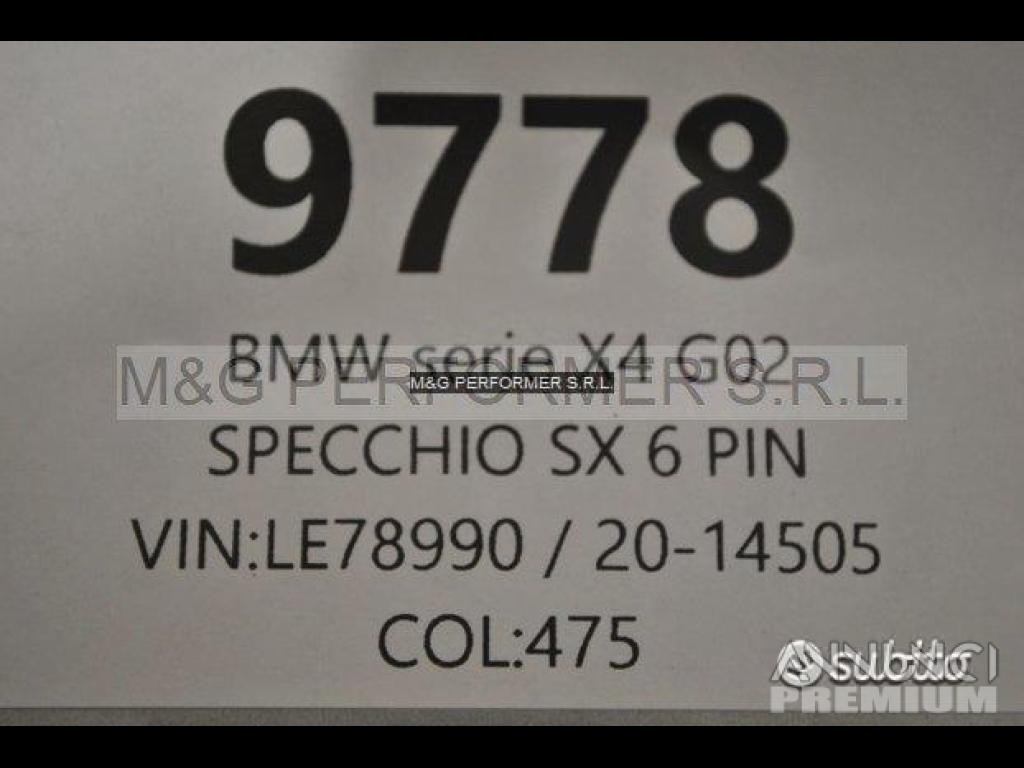 9778
BMW serie X4 G02
M&G PERFORMER S.R.L.
M&G PERFORMER S.R.L.
SPECCHIO SX 6 PIN
VIN:LE78990 / 20-14505
COL:475
subito
ANNUNCI
PREMIUM